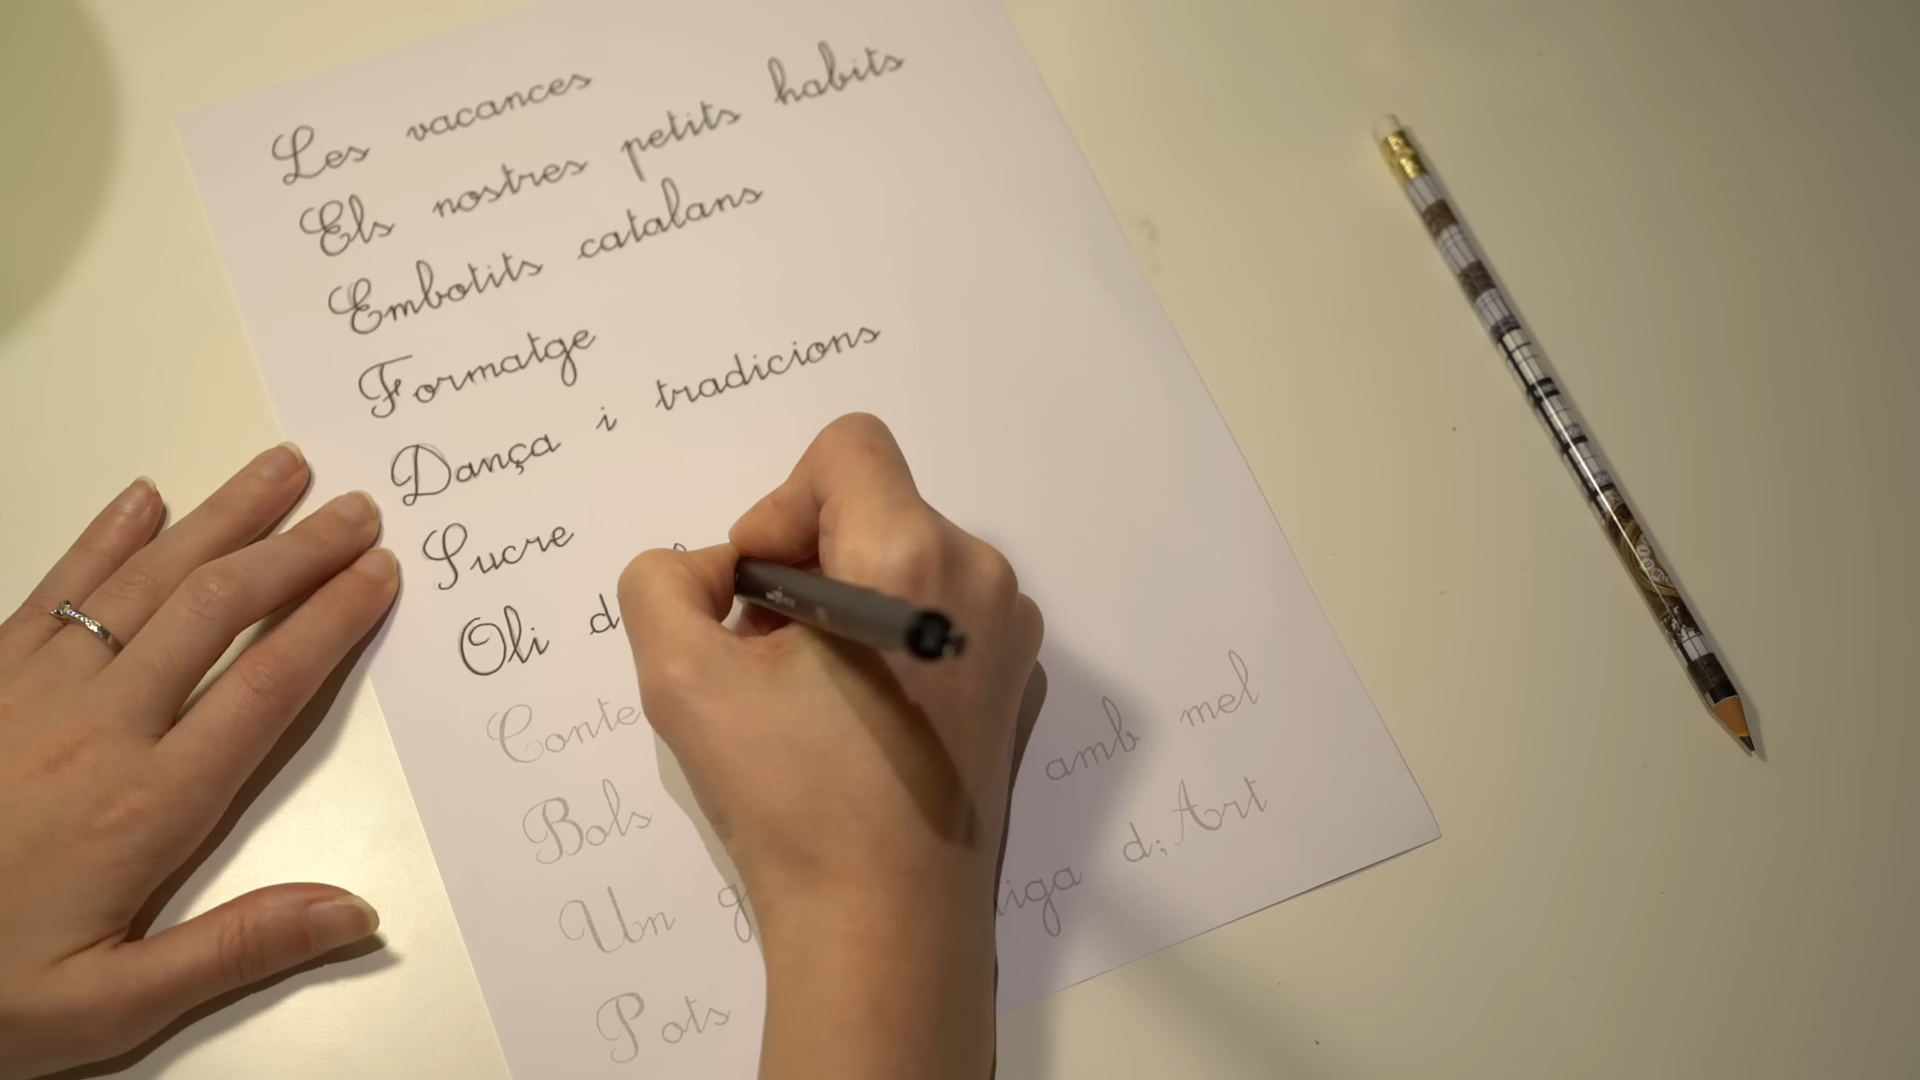 Les vacances
Els nostres petits habits
Embotits catalans
Formatge
Dança i tradicions
Sucre
Oli
amb mel
Bols d;Art
Un
Pots